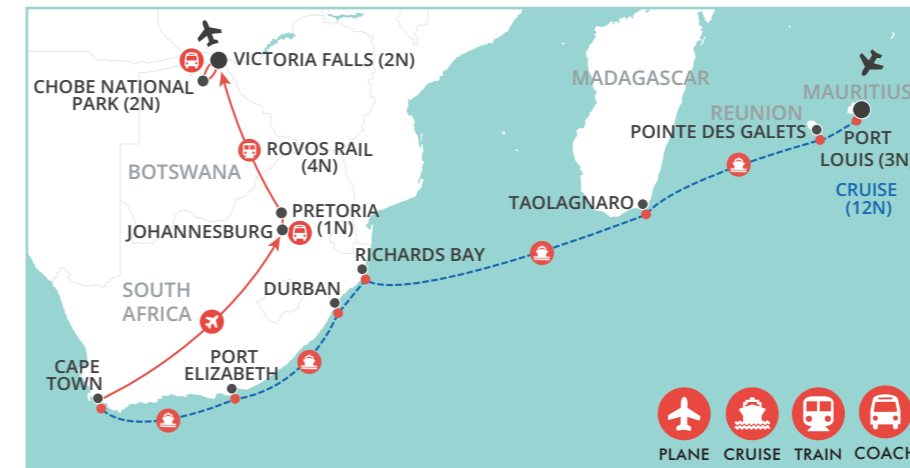 VICTORIA FALLS (2N)
CHOBE NATIONAL
PARK (2N)
MADAGASCAR
MAURITIUS
REUNION
POINTE DES GALETS
PORT
LOUIS (3N
ROVOS RAIL
(4N)
BOTSWANA
CRUISE
(12N)
TAOLAGNARO
PRETORIA
(1N)
JOHANNESBURG
RICHARDS BAY
DURBAN
SOUTH
AFRICA
PORT
ELIZABETH
CAPE
TOWN
PLANE
CRUISE
TRAIN
COACH